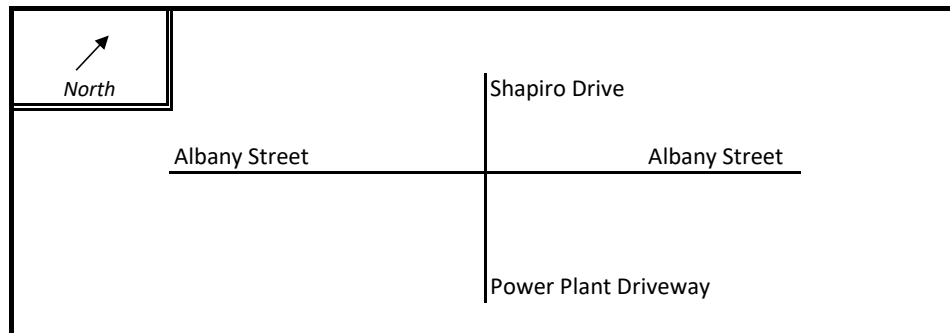 North
Shapiro Drive
Albany Street Albany Street
Power Plant Driveway